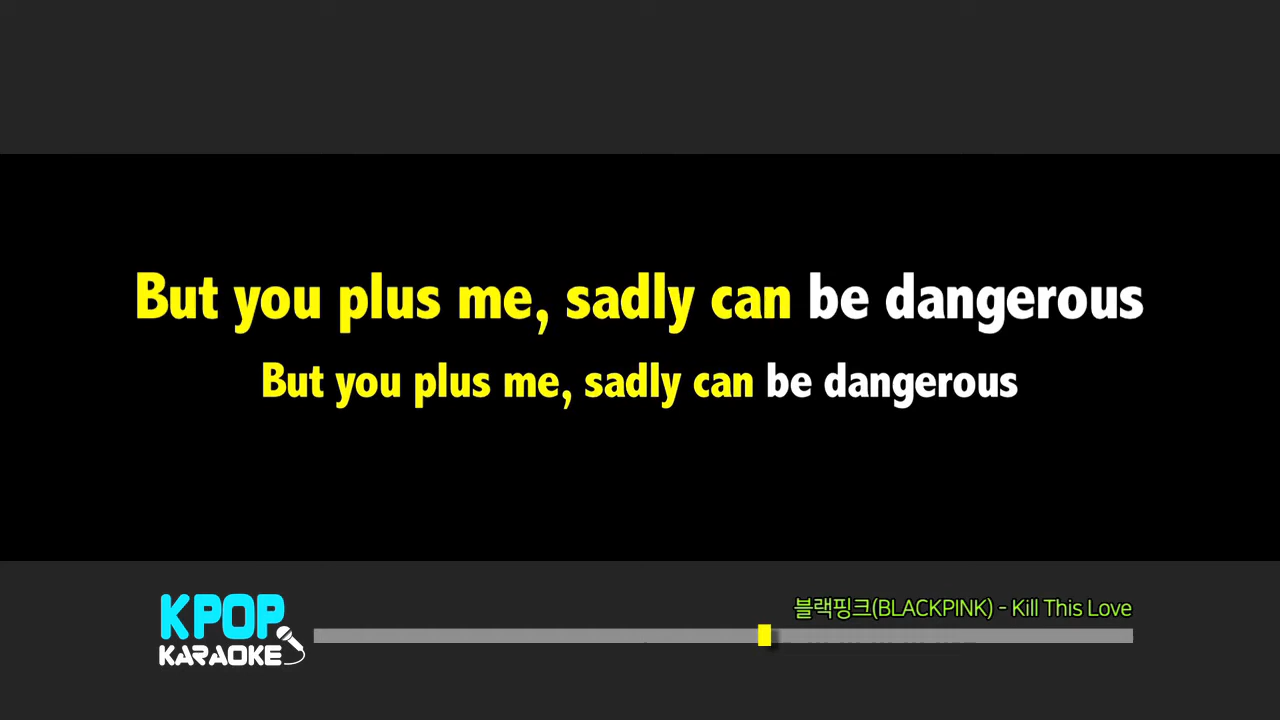 But you plus me, sadly can be dangerous
But you plus me, sadly can be dangerous
블랙핑크(BLACKPINK) - Kill This Love
KPOP
KARAOKE